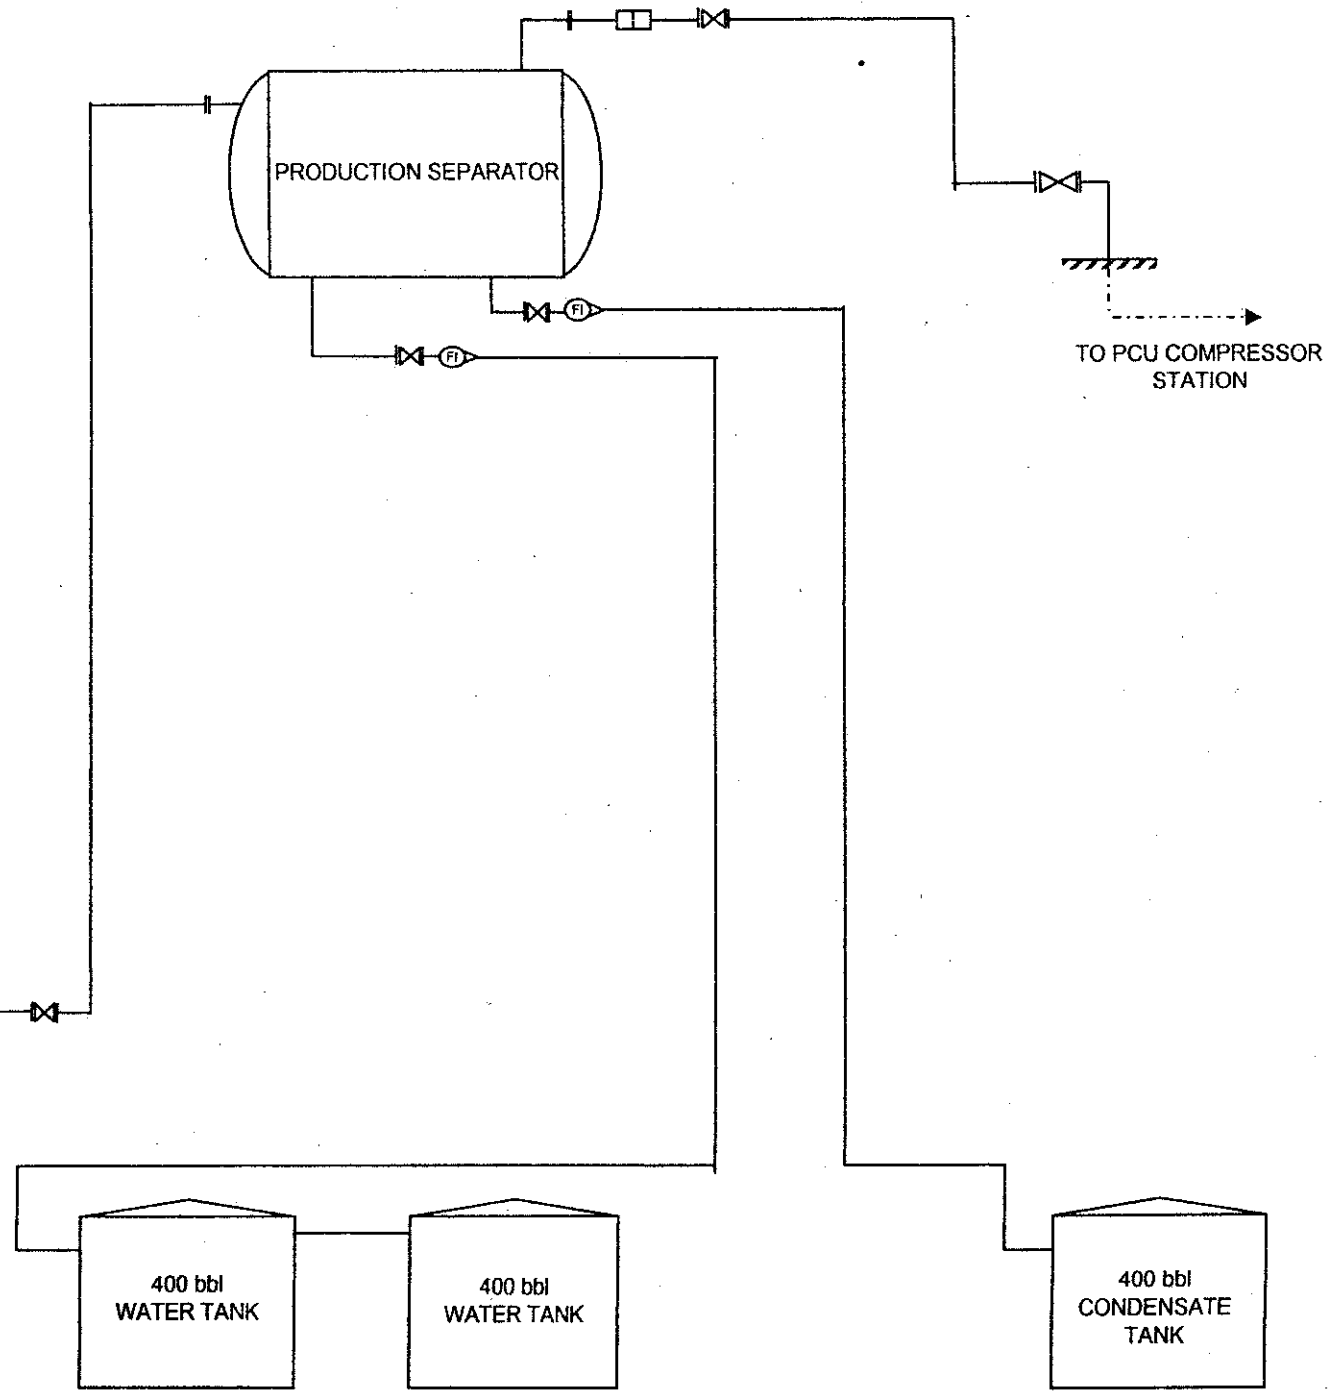 PRODUCTION SEPARATOR
FI
FI
TO PCU COMPRESSOR
STATION
400 bbl
WATER TANK
400 bbl
WATER TANK
400 bbl
CONDENSATE
TANK